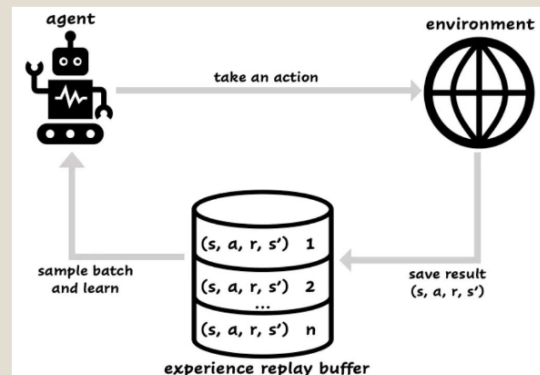 agent
environment
take an action
(s, a, r, s') 1
(s, a, r, s') 2
...
(s, a, r, s') n
sample batch
and learn
save result
(s, a, r, s')
experience replay buffer